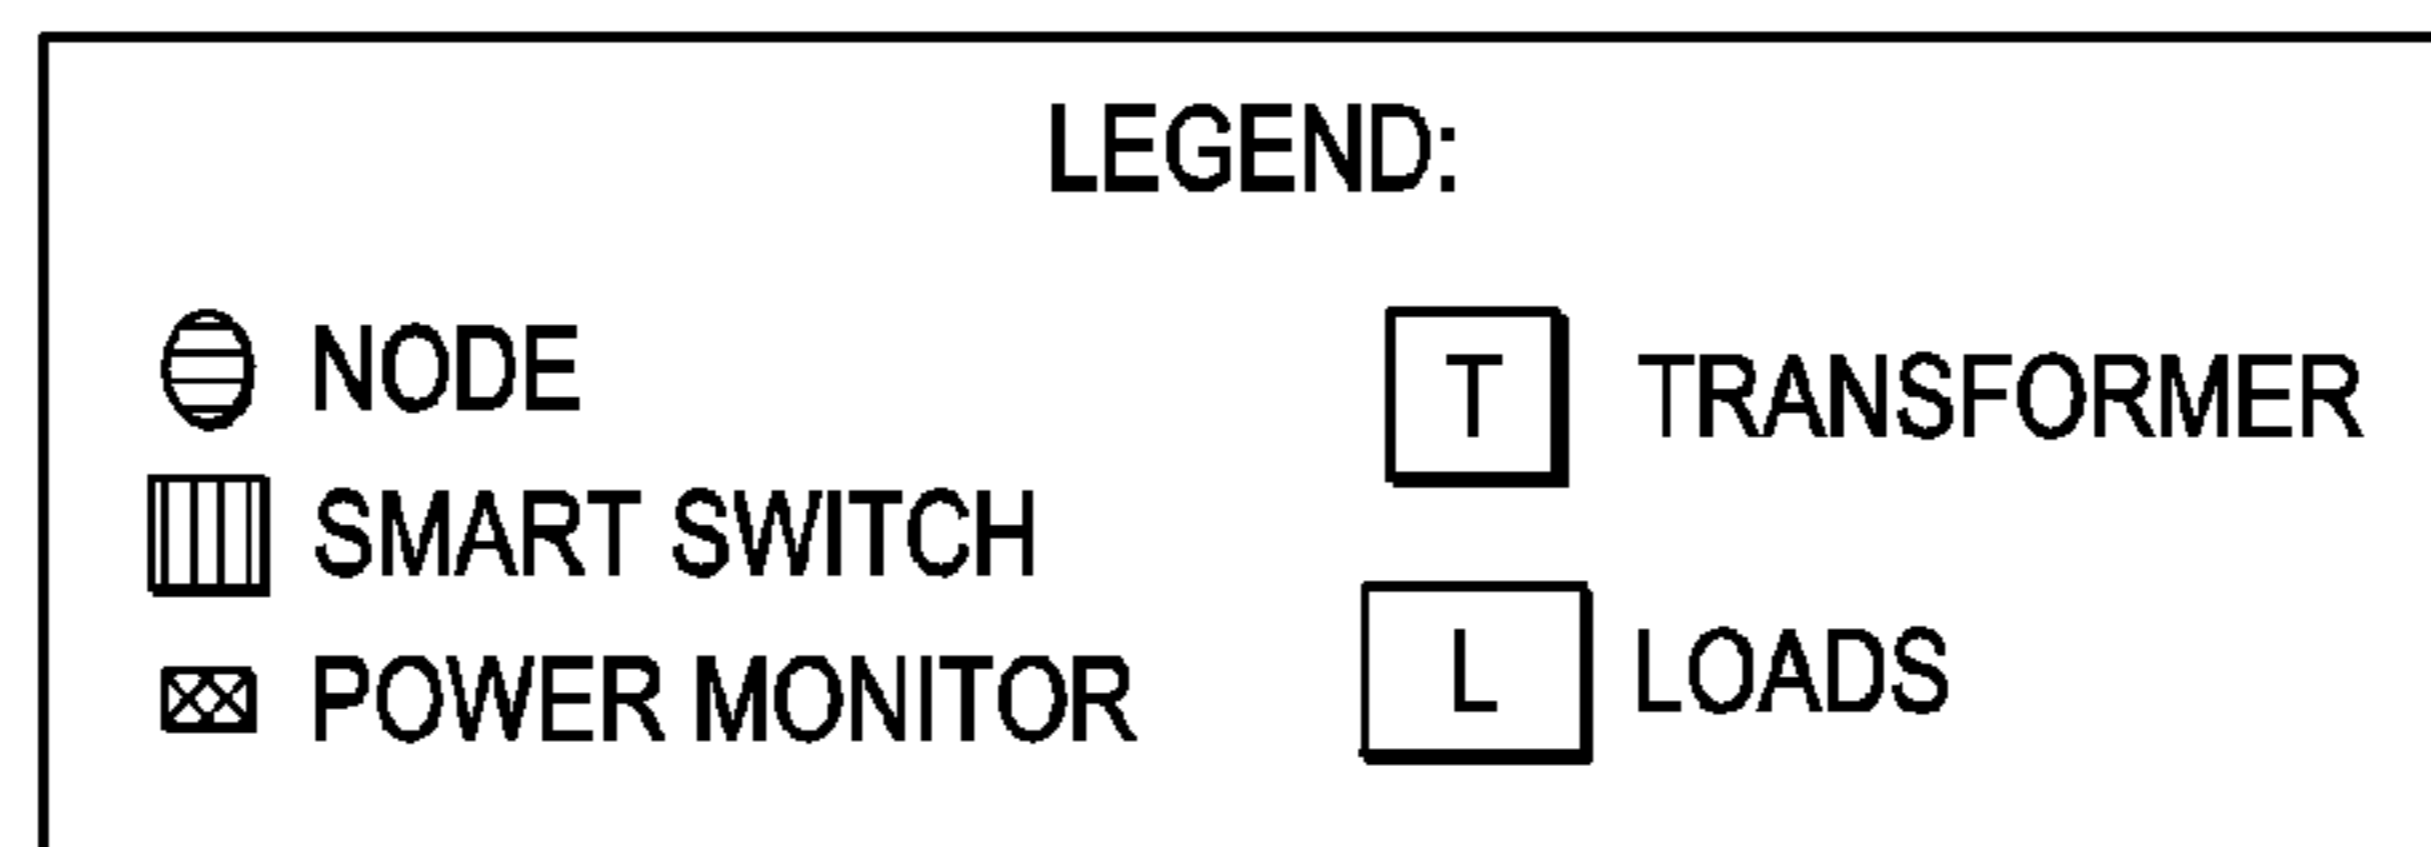 LEGEND:
NODE
SMART SWITCH
POWER MONITOR
T TRANSFORMER
L LOADS